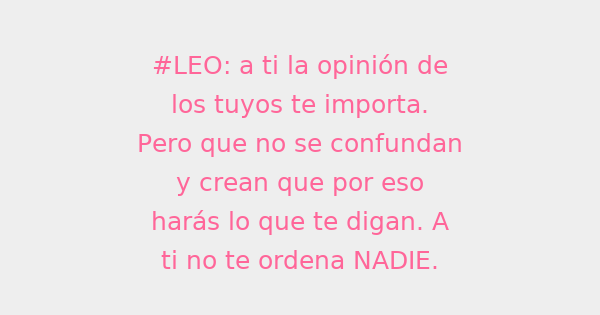 #LEO: a ti la opinión de
los tuyos te importa.
Pero que no se confundan
y crean que por eso
harás lo que te digan. A
ti no te ordena NADIE.